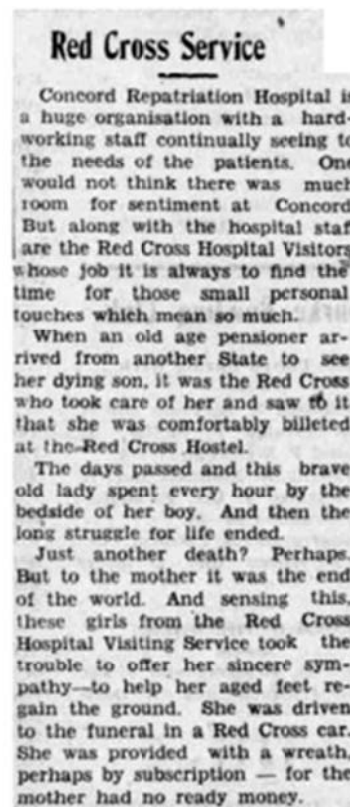 Red Cross Service
Concord Repatriation Hospital i
a huge organisation with a hard-
working staff continually seeing to
the needs of the patients. One
would not think there was much
room for sentiment at Concord
But along with the hospital staf
are the Red Cross Hospital Visitors
whose job it is always to find the
time for those small personal
touches which mean so much.
When an old age pensioner ar-
rived from another State to see
her dying son, it was the Red Cross
who took care of her and saw to it
that she was comfortably billeted
at the Red Cross Hostel.
The days passed and this brave
old lady spent every hour by the
bedside of her boy. And then the
long struggle for life ended.
Just another death? Perhaps.
But to the mother it was the end
of the world. And sensing this,
these girls from the Red Cross
Hospital Visiting Service took the
trouble to offer her sincere sym-
pathy—to help her aged feet re-
gain the ground. She was driven
to the funeral in a Red Cross car.
She was provided with a wreath,
perhaps by subscription — for the
mother had no ready money.